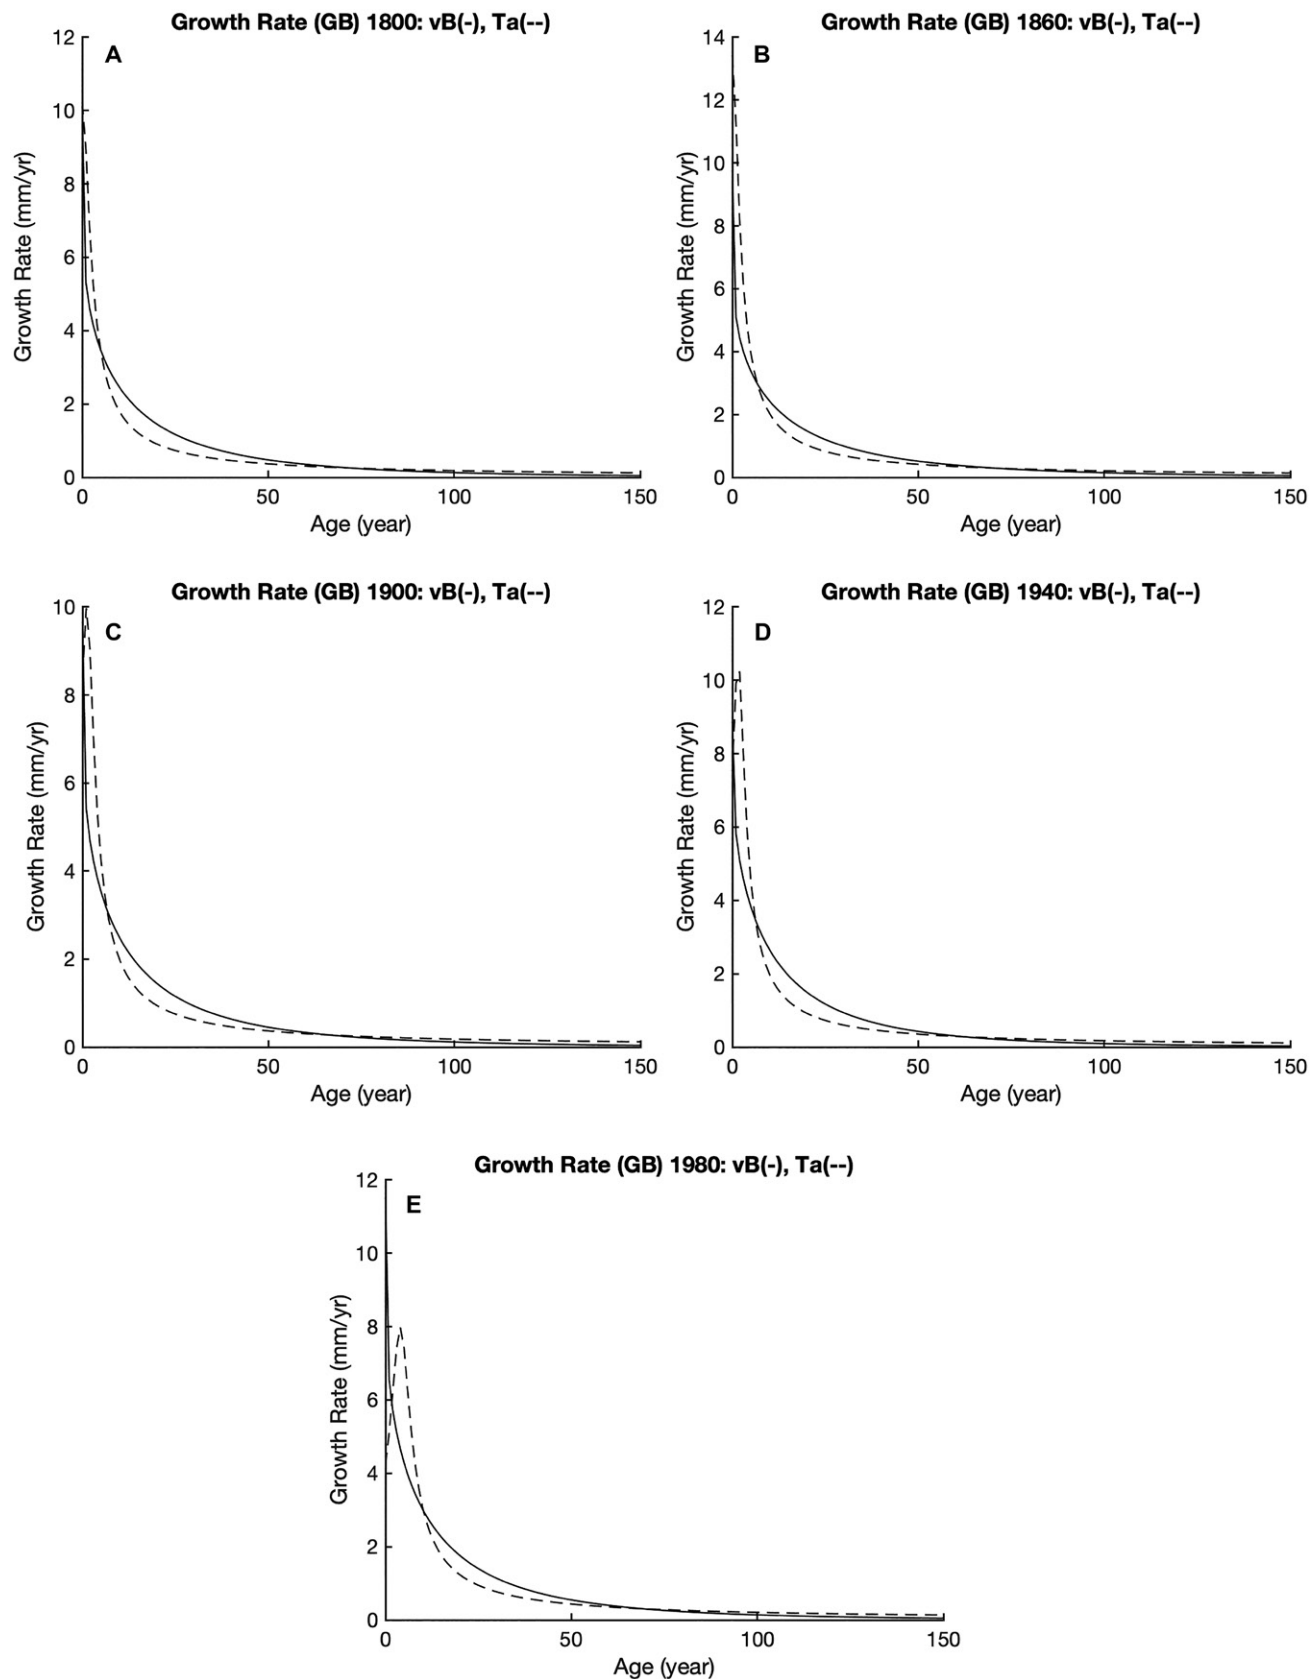 Growth Rate (GB) 1800: vB(-), Ta(--)
A
12
10
8
6
4
2
0
Growth Rate (mm/yr)
0 50 100 150
Age (year)
Growth Rate (GB) 1860: vB(-), Ta(--)
B
14
12
10
8
6
4
2
0
Growth Rate (mm/yr)
0 50 100 150
Age (year)
Growth Rate (GB) 1900: vB(-), Ta(--)
C
10
8
6
4
2
0
Growth Rate (mm/yr)
0 50 100 150
Age (year)
Growth Rate (GB) 1940: vB(-), Ta(--)
D
12
10
8
6
4
2
0
Growth Rate (mm/yr)
0 50 100 150
Age (year)
Growth Rate (GB) 1980: vB(-), Ta(--)
E
12
10
8
6
4
2
0
Growth Rate (mm/yr)
0 50 100 150
Age (year)